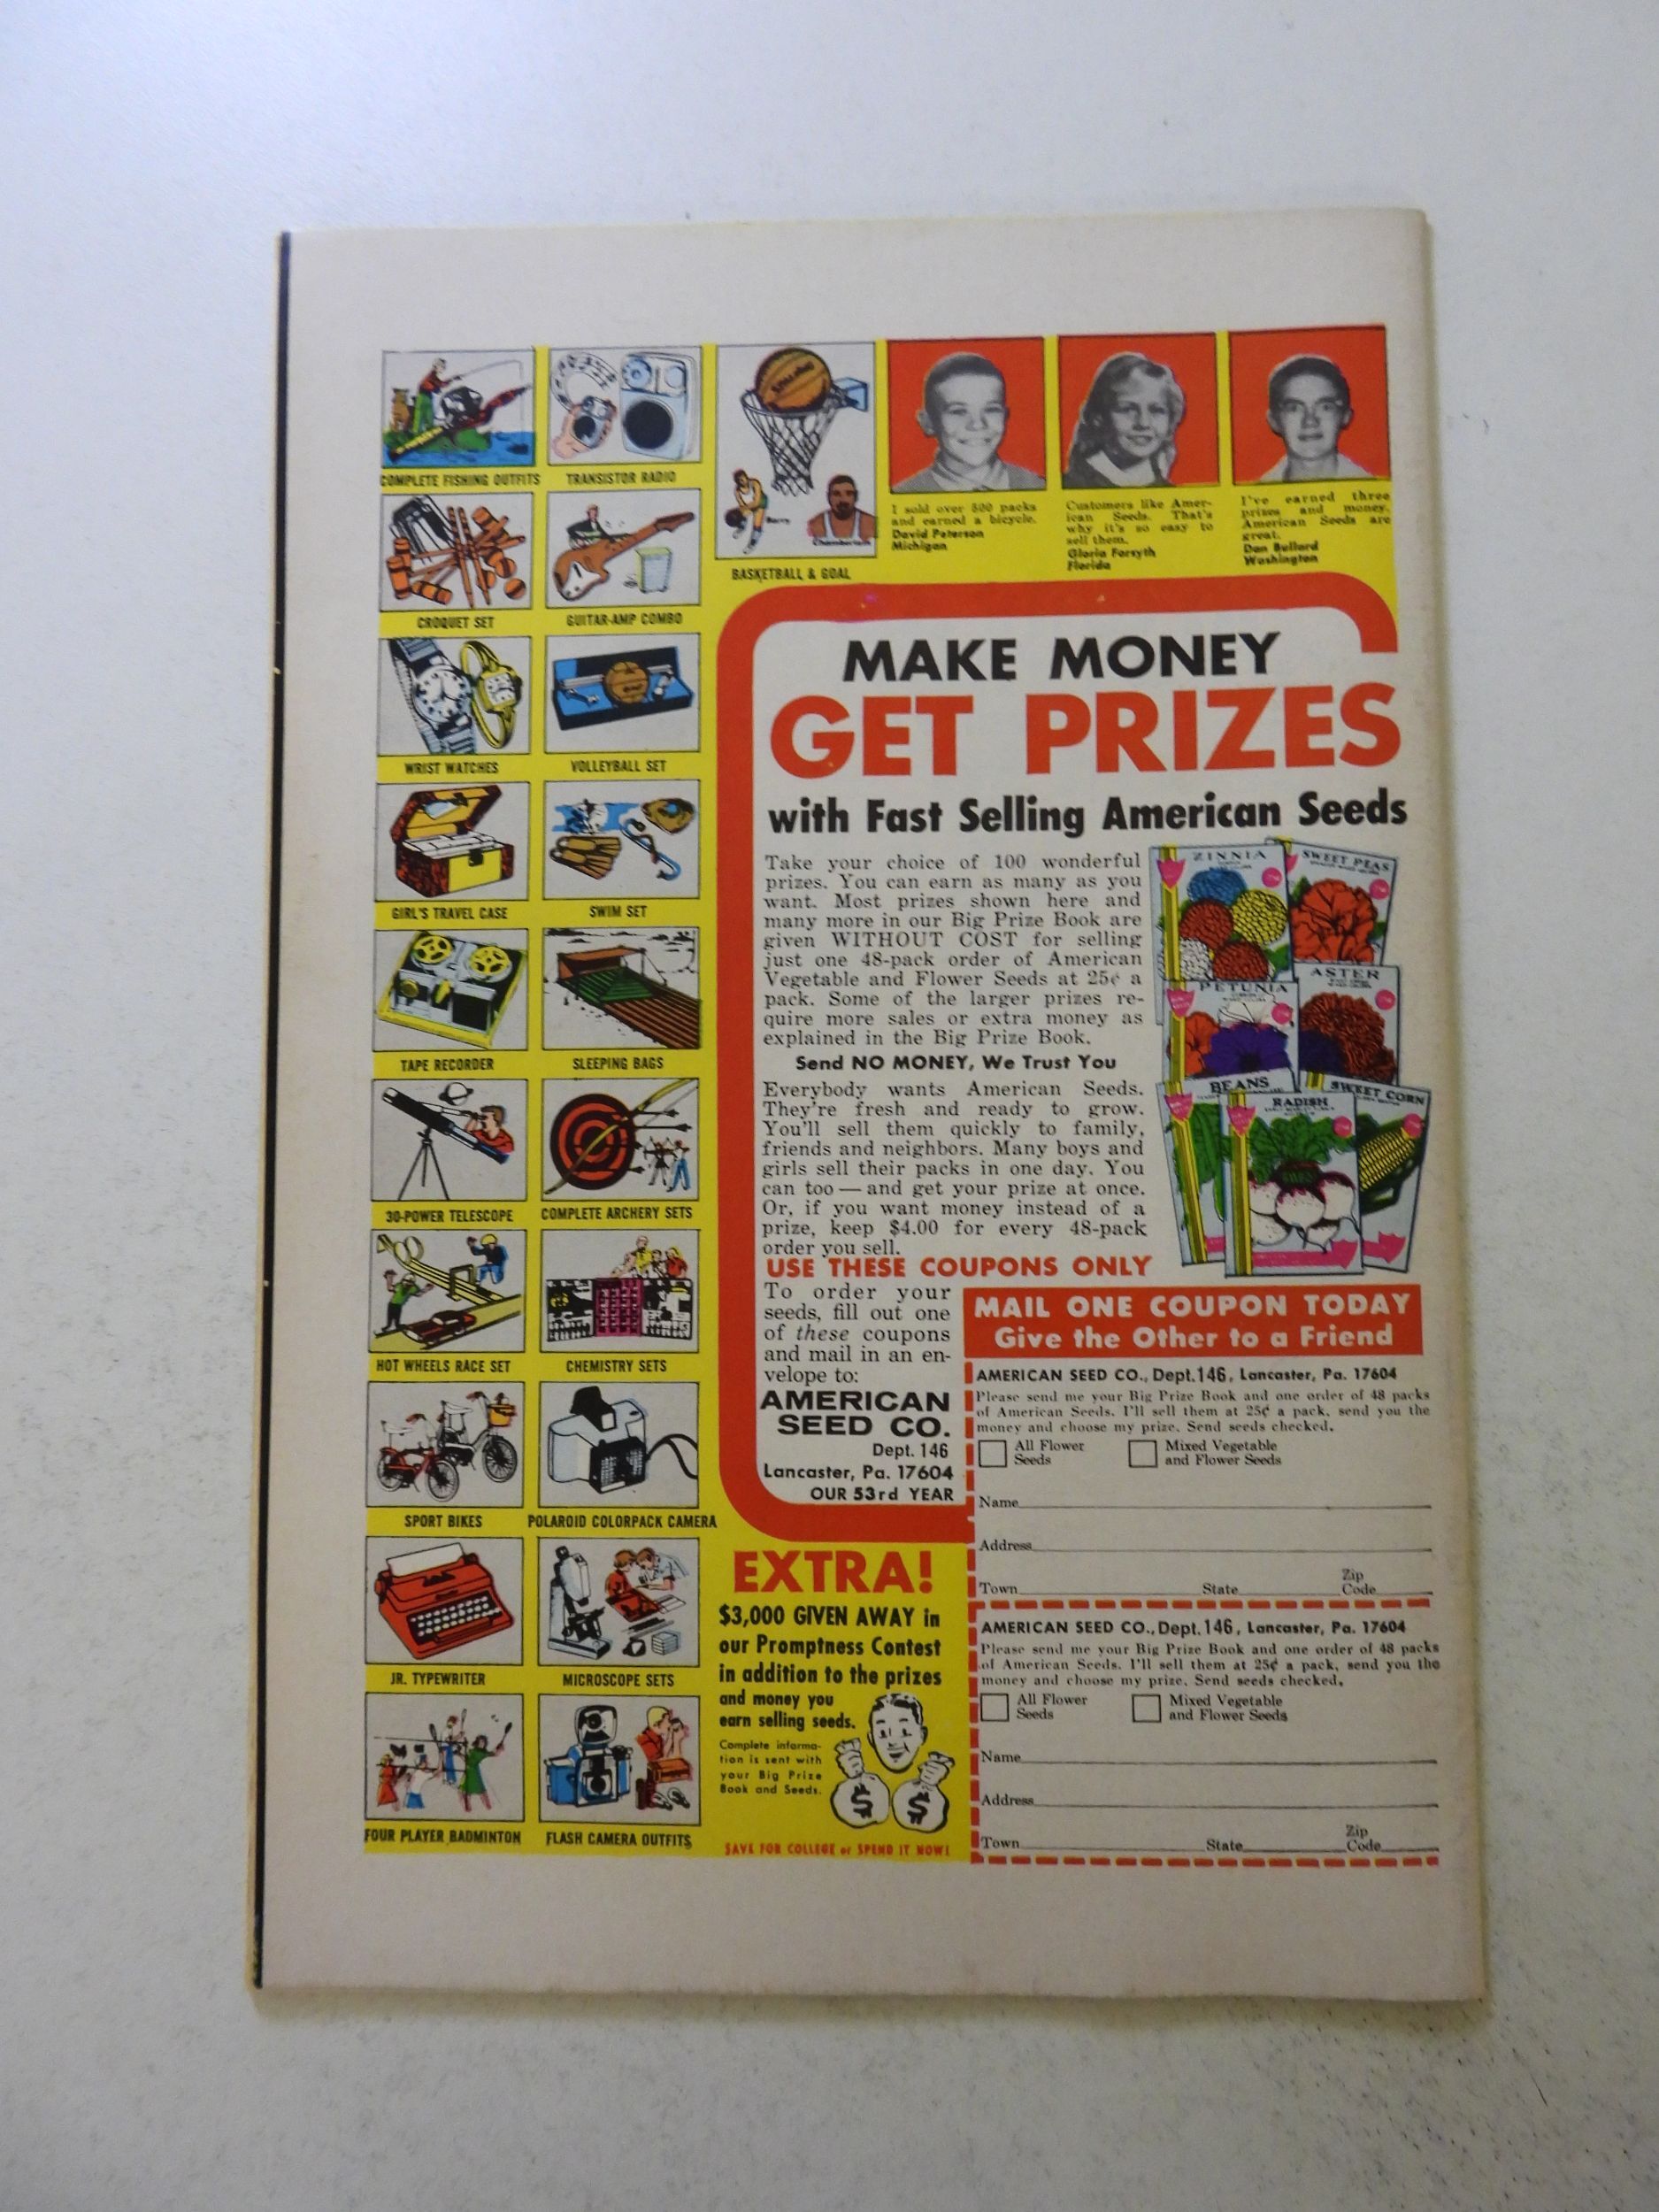 COMPLETE FISHING OUTFITS
TRANSISTOR RADIO
CROQUET SET
GUITAR-AMP COMBO
WRIST WATCHES
VOLLEYBALL SET
GIRL'S TRAVEL CASE
SWIM SET
TAPE RECORDER
SLEEPING BAGS
30-POWER TELESCOPE
COMPLETE ARCHERY SETS
HOT WHEELS RACE SET
CHEMISTRY SETS
SPORT BIKES
POLAROID COLORPACK CAMERA
JR. TYPEWRITER
MICROSCOPE SETS
FOUR PLAYER BADMINTON
FLASH CAMERA OUTFITS
SPALDING
Barry
Chamberlain
BASKETBALL & GOAL
I sold over 500 packs
and earned a bicycle.
David Peterson
Michigan
Customers like Amer-
ican Seeds. That's
why it's so easy to
sell them.
Gloria Forsyth
Florida
I've earned three
prizes and money.
American Seeds are
great.
Dan Bullard
Washington
MAKE MONEY
GET PRIZES
with Fast Selling American Seeds
Take your choice of 100 wonderful
prizes. You can earn as many as you
want. Most prizes shown here and
many more in our Big Prize Book are
given WITHOUT COST for selling
just one 48-pack order of American
Vegetable and Flower Seeds at 25¢ a
pack. Some of the larger prizes re-
quire more sales or extra money as
explained in the Big Prize Book.
Send NO MONEY, We Trust You
Everybody wants American Seeds.
They're fresh and ready to grow.
You'll sell them quickly to family,
friends and neighbors. Many boys and
girls sell their packs in one day. You
can too — and get your prize at once.
Or, if you want money instead of a
prize, keep $4.00 for every 48-pack
order you sell.
ZINNIA
SWEET PEAS
PETUNIA
ASTER
BEANS
RADISH
SWEET CORN
USE THESE COUPONS ONLY
To order your
seeds, fill out one
of these coupons
and mail in an en-
velope to:
AMERICAN
SEED CO.
Dept. 146
Lancaster, Pa. 17604
OUR 53rd YEAR
MAIL ONE COUPON TODAY
Give the Other to a Friend
AMERICAN SEED CO., Dept. 146, Lancaster, Pa. 17604
Please send me your Big Prize Book and one order of 48 packs
of American Seeds. I'll sell them at 25¢ a pack, send you the
money and choose my prize. Send seeds checked.
All Flower
Seeds
Mixed Vegetable
and Flower Seeds
Name
Address
Town State Zip
Code
AMERICAN SEED CO., Dept. 146, Lancaster, Pa. 17604
Please send me your Big Prize Book and one order of 48 packs
of American Seeds. I'll sell them at 25¢ a pack, send you the
money and choose my prize. Send seeds checked.
All Flower
Seeds
Mixed Vegetable
and Flower Seeds
Name
Address
Town State Zip
Code
EXTRA!
$3,000 GIVEN AWAY in
our Promptness Contest
in addition to the prizes
and money you
earn selling seeds.
Complete informa-
tion is sent with
your Big Prize
Book and Seeds.
$ $
SAVE FOR COLLEGE or SPEND IT NOW!